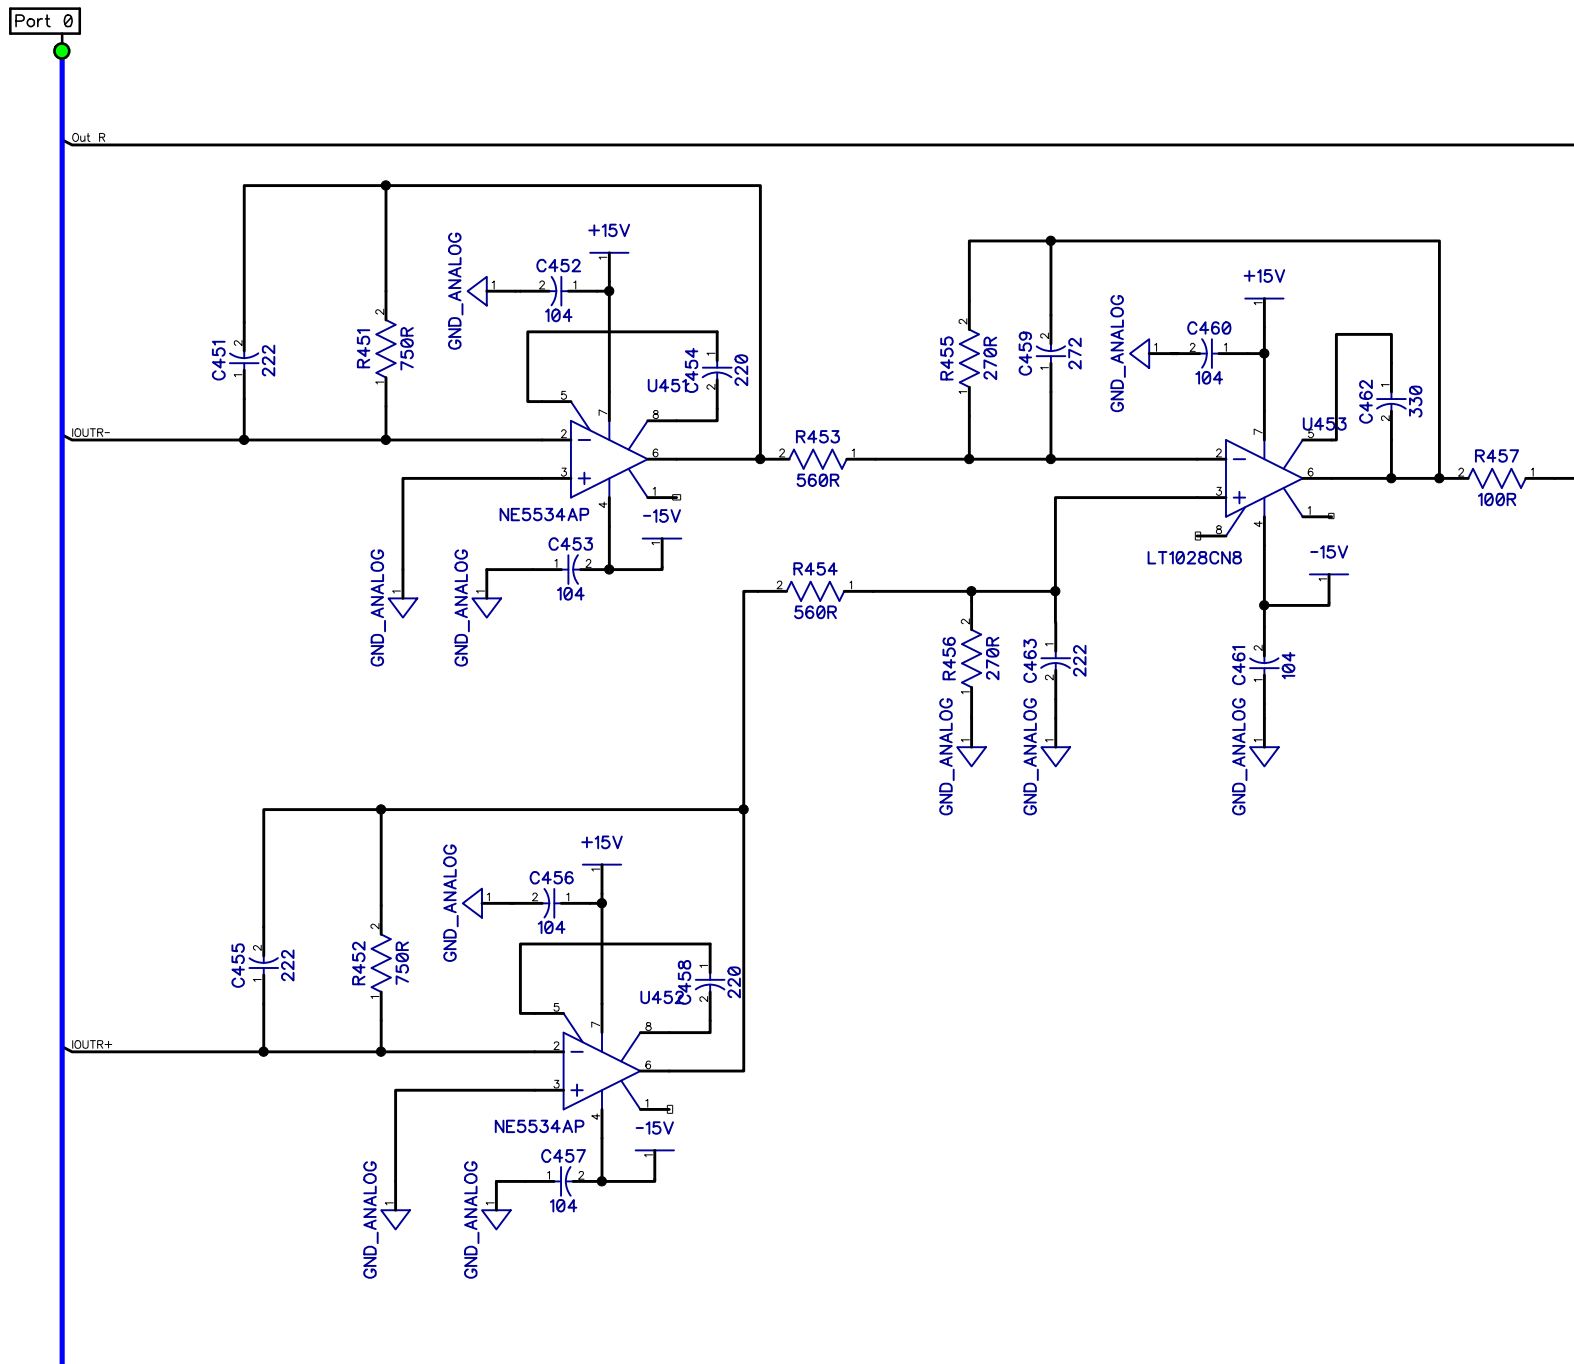 Port 0
Out R
IOUTR-
C451
222
R451
750R
GND_ANALOG
C452
104
+15V
C454
220
U451
NE5534AP
-15V
C453
104
GND_ANALOG
GND_ANALOG
R453
560R
R454
560R
R455
270R
C459
272
GND_ANALOG
C460
104
+15V
C462
330
U453
LT1028CN8
-15V
R457
100R
R456
270R
GND_ANALOG
C463
222
GND_ANALOG
C461
104
GND_ANALOG
IOUTR+
C455
222
R452
750R
GND_ANALOG
C456
104
+15V
C458
220
U452
NE5534AP
-15V
C457
104
GND_ANALOG
GND_ANALOG